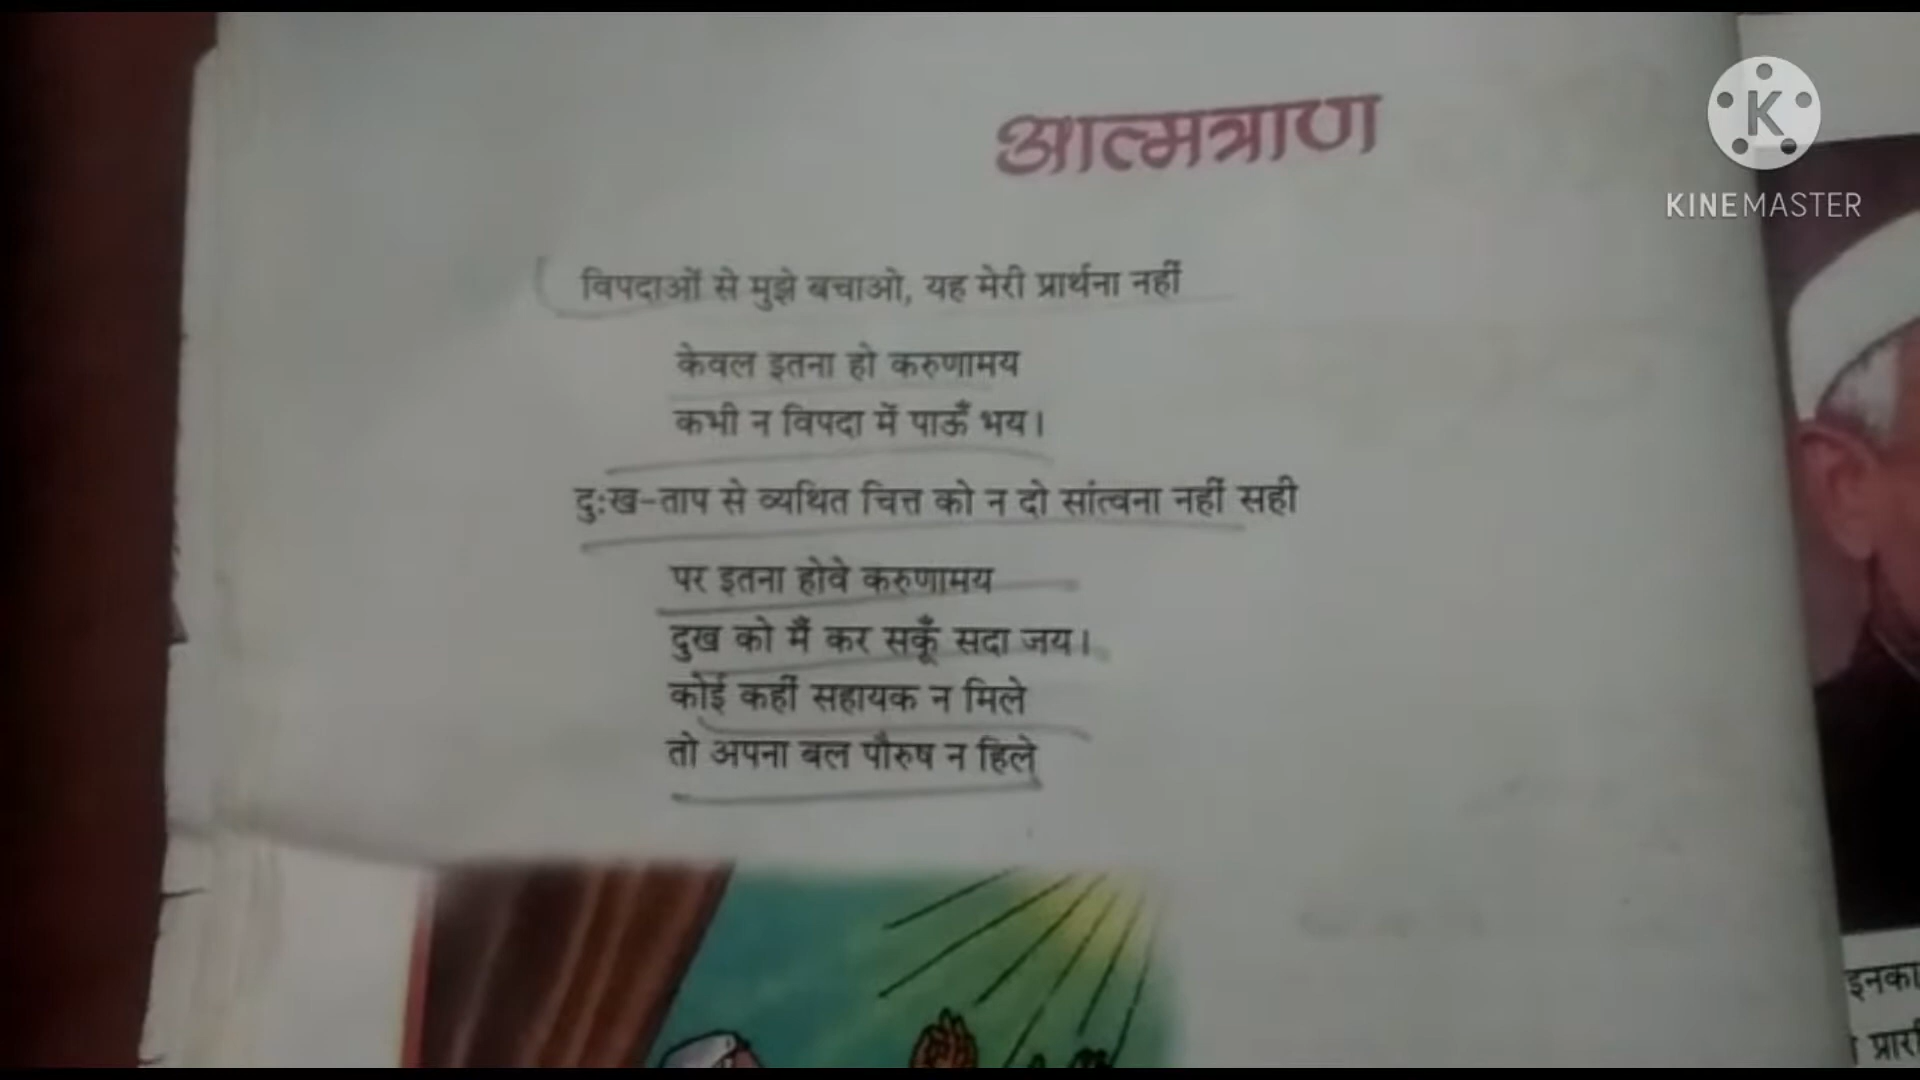 आत्मत्राण
KINEMASTER
विपदाओं से मुझे बचाओ, यह मेरी प्रार्थना नहीं
केवल इतना हो करुणामय
कभी न विपदा में पाऊँ भय।
दुःख-ताप से व्यथित चित्त को न दो सांत्वना नहीं सही
पर इतना होवे करुणामय
दुख को मैं कर सकूँ सदा जय।
कोई कहीं सहायक न मिले
तो अपना बल पौरुष न हिले
इनका